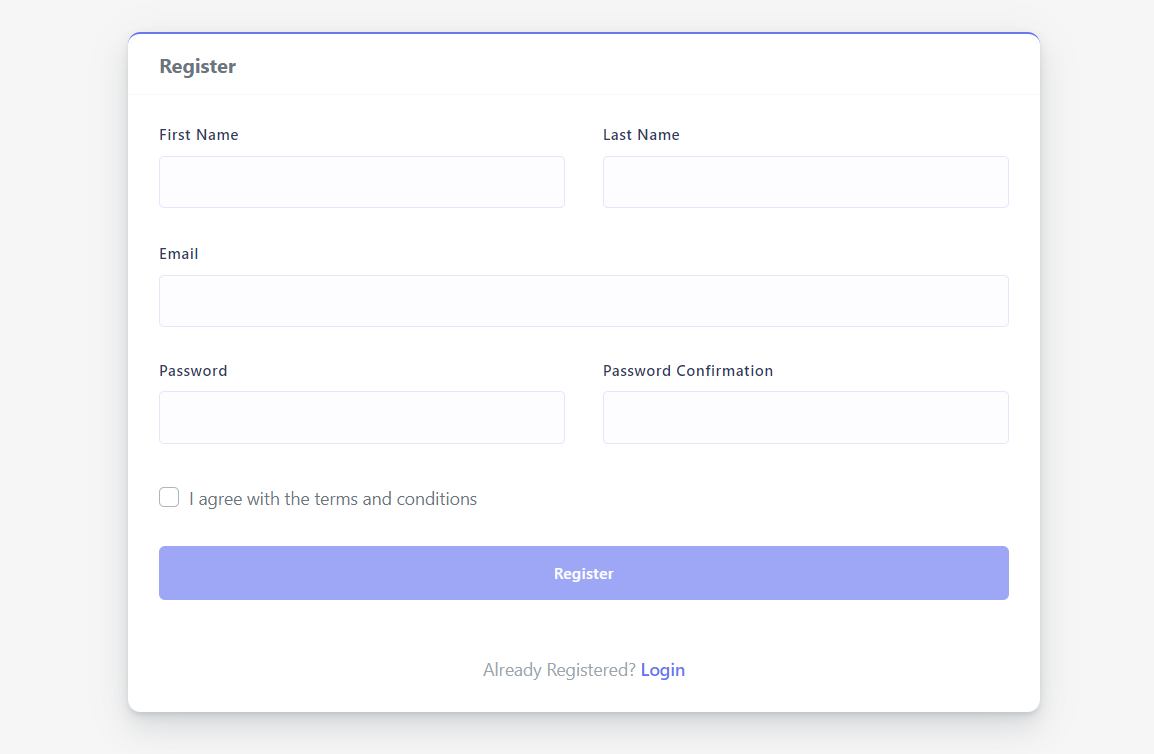 Register
First Name
Last Name
Email
Password
Password Confirmation
I agree with the terms and conditions
Register
Already Registered? Login